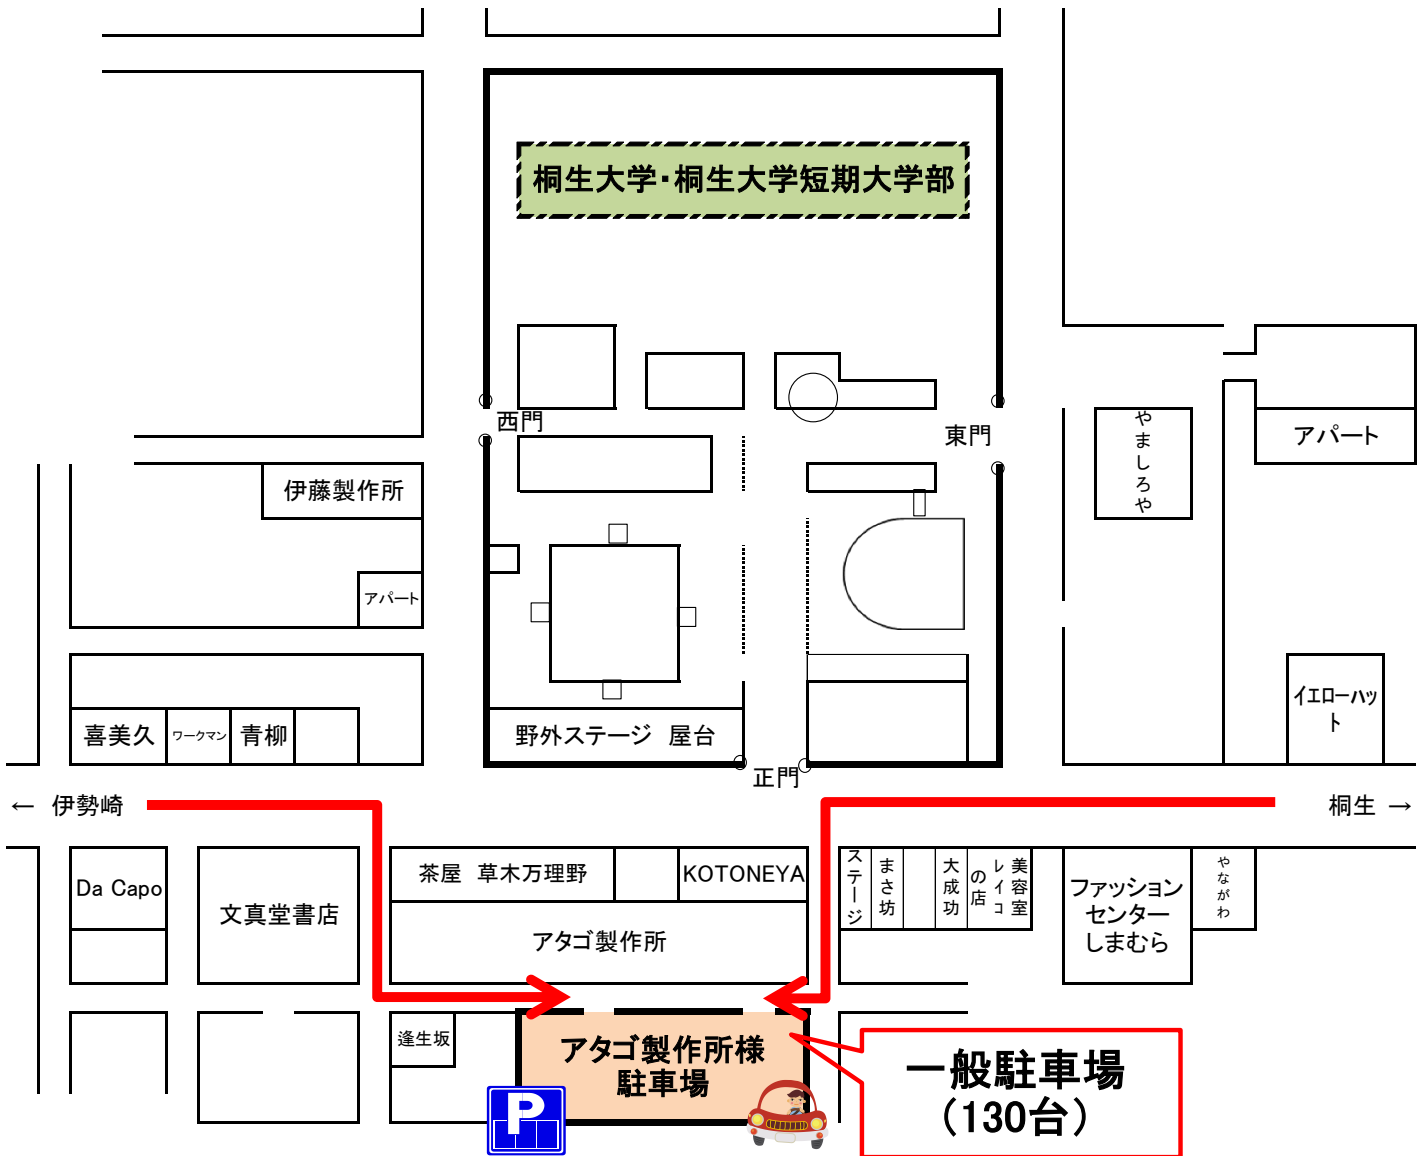 桐生大学・桐生大学短期大学部
西門
東門
やましろや
アパート
伊藤製作所
アパート
イエローハッ
ト
喜美久
ワークマン
青柳
野外ステージ 屋台
正門
← 伊勢崎
桐生 →
Da Capo
文真堂書店
茶屋 草木万理野
KOTONEYA
ステージ
まさ坊
大成功
美容室
レイコ
の店
ファッション
センター
しまむら
やながわ
アタゴ製作所
逢生坂
アタゴ製作所様
駐車場
P
一般駐車場
（130台）